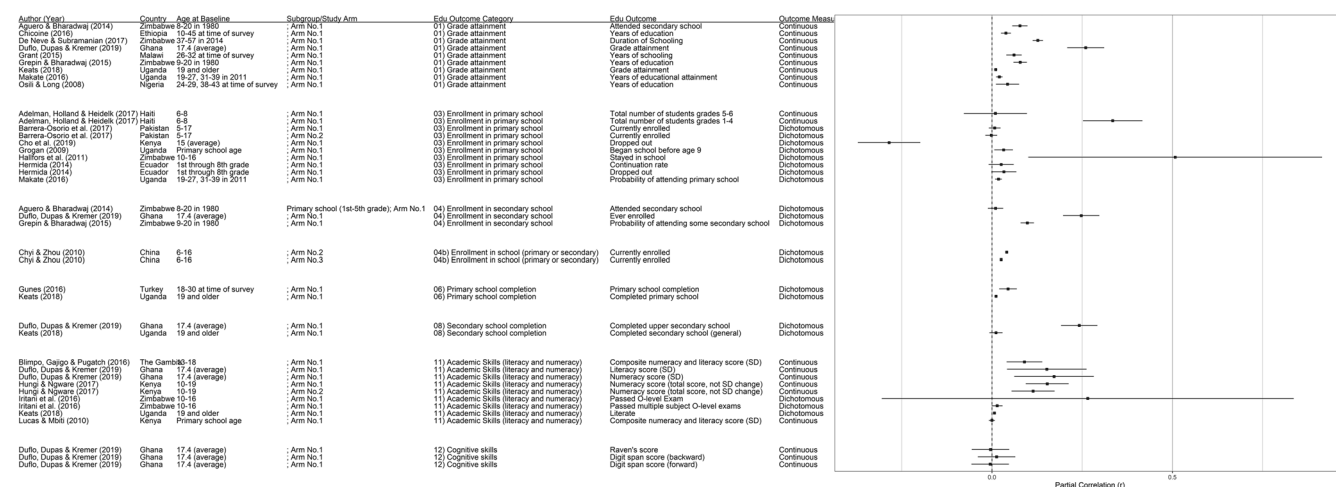 Author (Year) Country Age at Baseline Subgroup/Study Arm Edu Outcome Category Edu Outcome Outcome Measu
Aguero & Bharadwaj (2014) Zimbabwe 8-20 in 1980 ; Arm No.1 01) Grade attainment Attended secondary school Continuous
Chicoine (2016) Ethiopia 10-45 at time of survey ; Arm No.1 01) Grade attainment Years of education Continuous
De Neve & Subramanian (2017) Zimbabwe 37-57 in 2014 ; Arm No.1 01) Grade attainment Duration of Schooling Continuous
Duflo, Dupas & Kremer (2019) Ghana 17.4 (average) ; Arm No.1 01) Grade attainment Grade attainment Continuous
Grant (2015) Malawi 26-32 at time of survey ; Arm No.1 01) Grade attainment Years of schooling Continuous
Grepin & Bharadwaj (2015) Zimbabwe 9-20 in 1980 ; Arm No.1 01) Grade attainment Years of education Continuous
Keats (2018) Uganda 19 and older ; Arm No.1 01) Grade attainment Grade attainment Continuous
Makate (2016) Uganda 19-27, 31-39 in 2011 ; Arm No.1 01) Grade attainment Years of educational attainment Continuous
Osili & Long (2008) Nigeria 24-29, 38-43 at time of survey ; Arm No.1 01) Grade attainment Years of education Continuous
Adelman, Holland & Heidelk (2017) Haiti 6-8 ; Arm No.1 03) Enrollment in primary school Total number of students grades 5-6 Continuous
Adelman, Holland & Heidelk (2017) Haiti 6-8 ; Arm No.1 03) Enrollment in primary school Total number of students grades 1-4 Continuous
Barrera-Osorio et al. (2017) Pakistan 5-17 ; Arm No.1 03) Enrollment in primary school Currently enrolled Dichotomous
Barrera-Osorio et al. (2017) Pakistan 5-17 ; Arm No.2 03) Enrollment in primary school Currently enrolled Dichotomous
Cho et al. (2019) Kenya 15 (average) ; Arm No.1 03) Enrollment in primary school Dropped out Dichotomous
Grogan (2009) Uganda Primary school age ; Arm No.1 03) Enrollment in primary school Began school before age 9 Dichotomous
Hallfors et al. (2011) Zimbabwe 10-16 ; Arm No.1 03) Enrollment in primary school Stayed in school Dichotomous
Hermida (2014) Ecuador 1st through 8th grade ; Arm No.1 03) Enrollment in primary school Continuation rate Dichotomous
Hermida (2014) Ecuador 1st through 8th grade ; Arm No.1 03) Enrollment in primary school Dropped out Dichotomous
Makate (2016) Uganda 19-27, 31-39 in 2011 ; Arm No.1 03) Enrollment in primary school Probability of attending primary school Dichotomous
Aguero & Bharadwaj (2014) Zimbabwe 8-20 in 1980 Primary school (1st-5th grade); Arm No.1 04) Enrollment in secondary school Attended secondary school Dichotomous
Duflo, Dupas & Kremer (2019) Ghana 17.4 (average) ; Arm No.1 04) Enrollment in secondary school Ever enrolled Dichotomous
Grepin & Bharadwaj (2015) Zimbabwe 9-20 in 1980 ; Arm No.1 04) Enrollment in secondary school Probability of attending some secondary school Dichotomous
Chyi & Zhou (2010) China 6-16 ; Arm No.2 04b) Enrollment in school (primary or secondary) Currently enrolled Dichotomous
Chyi & Zhou (2010) China 6-16 ; Arm No.3 04b) Enrollment in school (primary or secondary) Currently enrolled Dichotomous
Gunes (2016) Turkey 18-30 at time of survey ; Arm No.1 06) Primary school completion Primary school completion Dichotomous
Keats (2018) Uganda 19 and older ; Arm No.1 06) Primary school completion Completed primary school Dichotomous
Duflo, Dupas & Kremer (2019) Ghana 17.4 (average) ; Arm No.1 08) Secondary school completion Completed upper secondary school Dichotomous
Keats (2018) Uganda 19 and older ; Arm No.1 08) Secondary school completion Completed secondary school (general) Dichotomous
Blimpo, Gajigo & Pugatch (2016) The Gambia 13-18 ; Arm No.1 11) Academic Skills (literacy and numeracy) Composite numeracy and literacy score (SD) Continuous
Duflo, Dupas & Kremer (2019) Ghana 17.4 (average) ; Arm No.1 11) Academic Skills (literacy and numeracy) Literacy score (SD) Continuous
Duflo, Dupas & Kremer (2019) Ghana 17.4 (average) ; Arm No.1 11) Academic Skills (literacy and numeracy) Numeracy score (SD) Continuous
Hungi & Ngware (2017) Kenya 10-19 ; Arm No.1 11) Academic Skills (literacy and numeracy) Numeracy score (total score, not SD change) Continuous
Hungi & Ngware (2017) Kenya 10-19 ; Arm No.2 11) Academic Skills (literacy and numeracy) Numeracy score (total score, not SD change) Continuous
Iritani et al. (2016) Zimbabwe 10-16 ; Arm No.1 11) Academic Skills (literacy and numeracy) Passed O-level Exam Dichotomous
Iritani et al. (2016) Zimbabwe 10-16 ; Arm No.1 11) Academic Skills (literacy and numeracy) Passed multiple subject O-level exams Dichotomous
Keats (2018) Uganda 19 and older ; Arm No.1 11) Academic Skills (literacy and numeracy) Literate Dichotomous
Lucas & Mbiti (2010) Kenya Primary school age ; Arm No.1 11) Academic Skills (literacy and numeracy) Composite numeracy and literacy score (SD) Continuous
Duflo, Dupas & Kremer (2019) Ghana 17.4 (average) ; Arm No.1 12) Cognitive skills Raven's score Continuous
Duflo, Dupas & Kremer (2019) Ghana 17.4 (average) ; Arm No.1 12) Cognitive skills Digit span score (backward) Continuous
Duflo, Dupas & Kremer (2019) Ghana 17.4 (average) ; Arm No.1 12) Cognitive skills Digit span score (forward) Continuous
0.0 0.5
Partial Correlation (r)